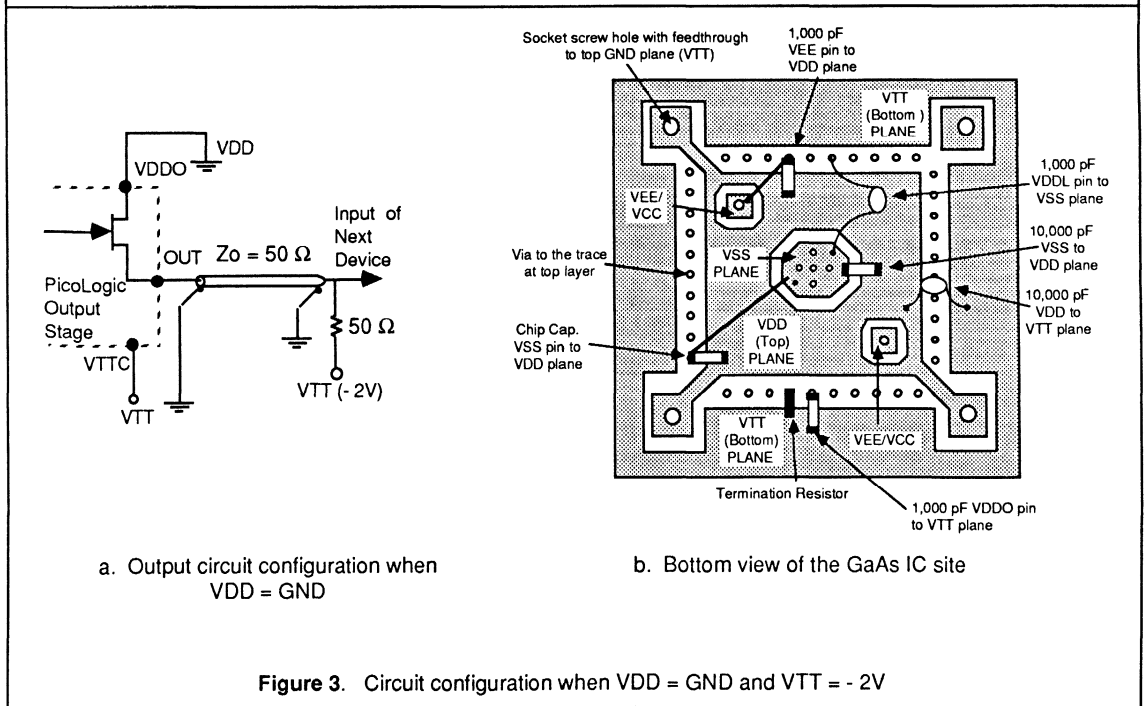 Socket screw hole with feedthrough
to top GND plane (VTT)
1,000 pF
VEE pin to
VDD plane
VTT
(Bottom )
PLANE
VDD
VDDO
1,000 pF
VDDL pin to
VSS plane
VEE/
VCC
Input of
Next
Device
OUT
Zo = 50 Ω
Via to the trace
at top layer
VSS
PLANE
10,000 pF
VSS to
VDD plane
PicoLogic
Output
Stage
50 Ω
10,000 pF
VDD to
VTT plane
Chip Cap.
VSS pin to
VDD plane
VDD
(Top)
PLANE
VTTC
VTT
VTT (- 2V)
VTT
(Bottom)
PLANE
VEE/VCC
Termination Resistor
1,000 pF VDDO pin
to VTT plane
a. Output circuit configuration when
VDD = GND
b. Bottom view of the GaAs IC site
Figure 3. Circuit configuration when VDD = GND and VTT = - 2V